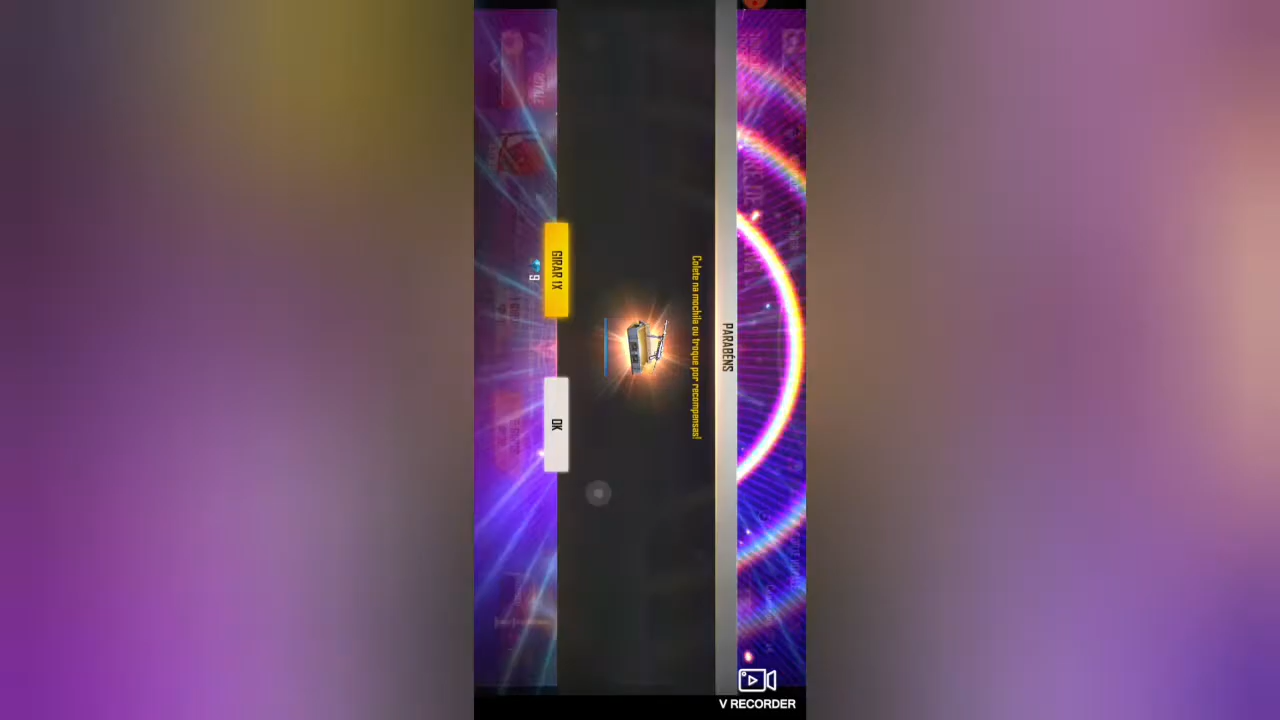 PARABÉNS
Colete na mochila ou troque por recompensas!
GIRAR 1X
9
OK
V RECORDER